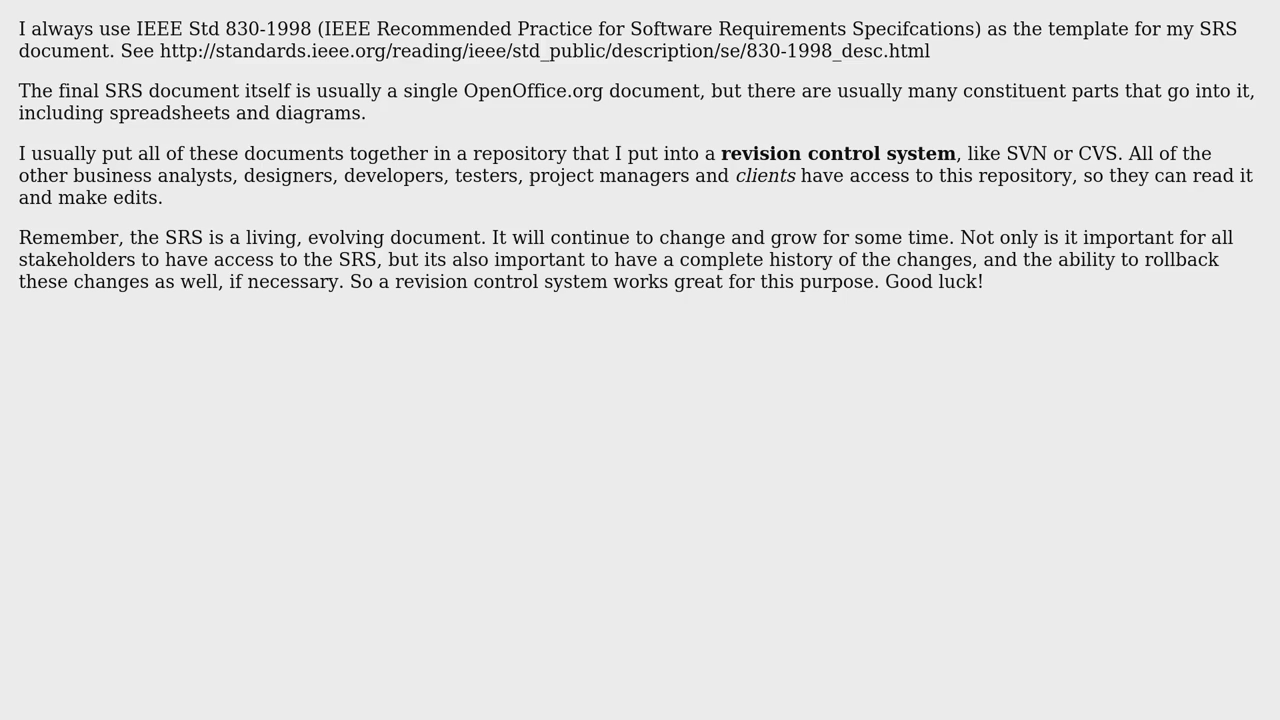 I always use IEEE Std 830-1998 (IEEE Recommended Practice for Software Requirements Specifcations) as the template for my SRS
document. See http://standards.ieee.org/reading/ieee/std_public/description/se/830-1998_desc.html
The final SRS document itself is usually a single OpenOffice.org document, but there are usually many constituent parts that go into it,
including spreadsheets and diagrams.
I usually put all of these documents together in a repository that I put into a revision control system, like SVN or CVS. All of the
other business analysts, designers, developers, testers, project managers and clients have access to this repository, so they can read it
and make edits.
Remember, the SRS is a living, evolving document. It will continue to change and grow for some time. Not only is it important for all
stakeholders to have access to the SRS, but its also important to have a complete history of the changes, and the ability to rollback
these changes as well, if necessary. So a revision control system works great for this purpose. Good luck!